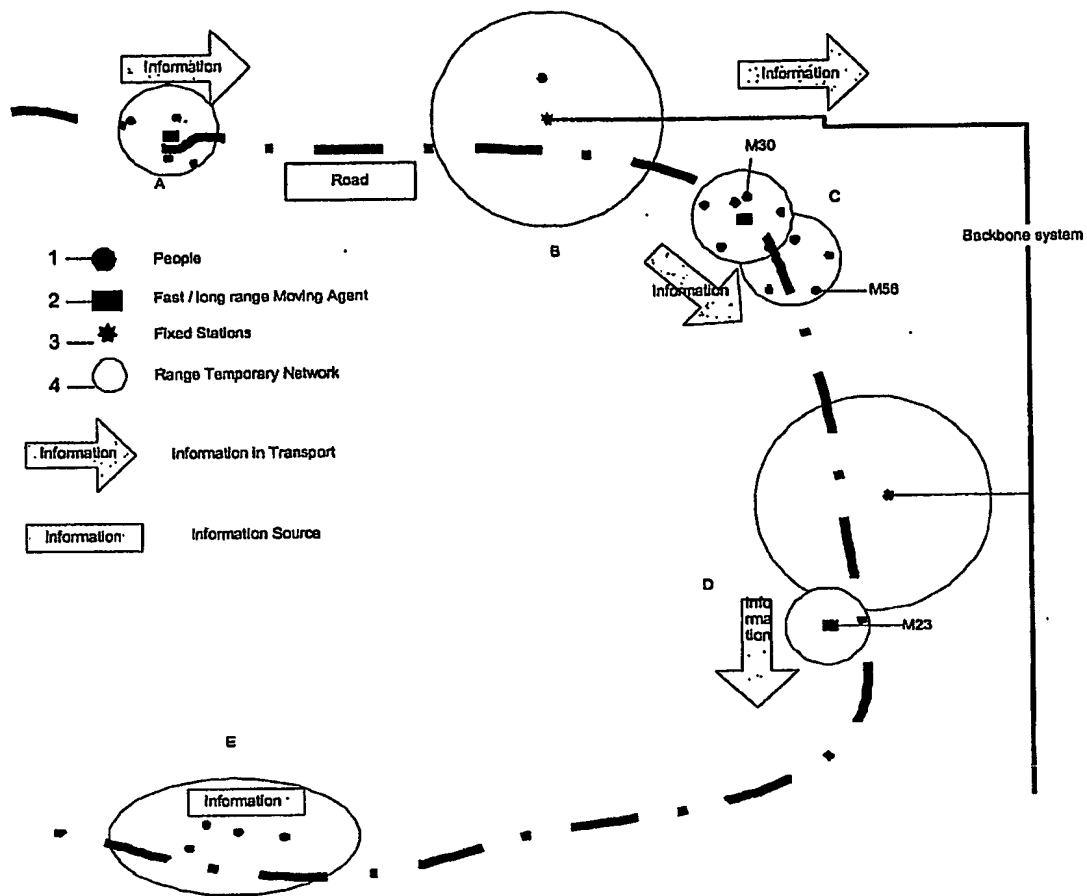 Information
Information
A
Road
B
M30
C
Backbone system
Information
M56
1
People
2
Fast / long range Moving Agent
3
Fixed Stations
4
Range Temporary Network
Information
Information in Transport
Information
Information Source
D
Info
rma
tion
M23
E
Information